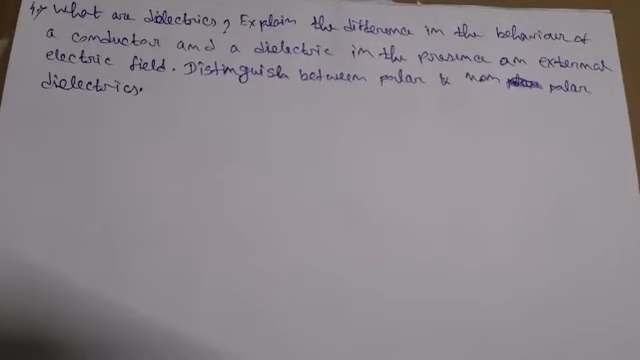 4) What are dielectrics? Explain the difference in the behaviour of
a conductor and a dielectric in the presence an external
electric field. Distinguish between polar & non polar
dielectrics.